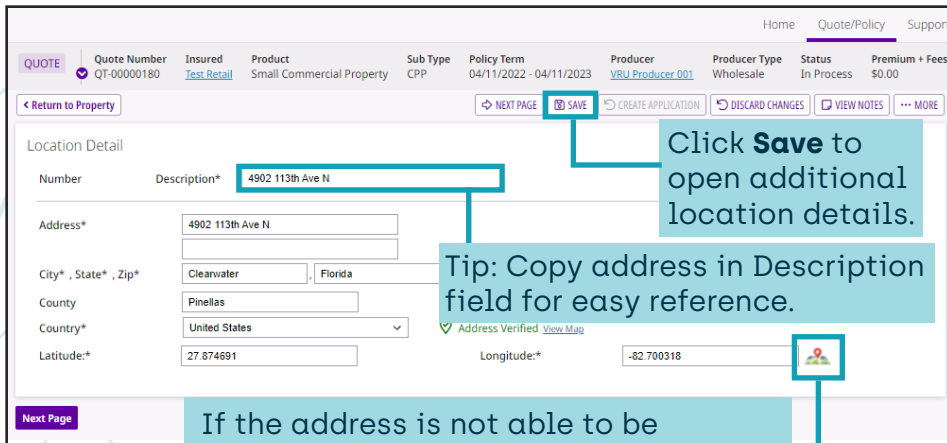 Home Quote/Policy Support
QUOTE Quote Number Insured Product Sub Type Policy Term Producer Producer Type Status Premium + Fees
QT-00000180 Test Retail Small Commercial Property CPP 04/11/2022 - 04/11/2023 VRU Producer 001 Wholesale In Process $0.00
< Return to Property NEXT PAGE SAVE CREATE APPLICATION DISCARD CHANGES VIEW NOTES ... MORE
Location Detail
Number Description* 4902 113th Ave N
Click Save to
open additional
location details.
Address* 4902 113th Ave N
City* , State* , Zip* Clearwater , Florida
Tip: Copy address in Description
field for easy reference.
County Pinellas
Country* United States Address Verified View Map
Latitude:* 27.874691 Longitude:* -82.700318
Next Page
If the address is not able to be